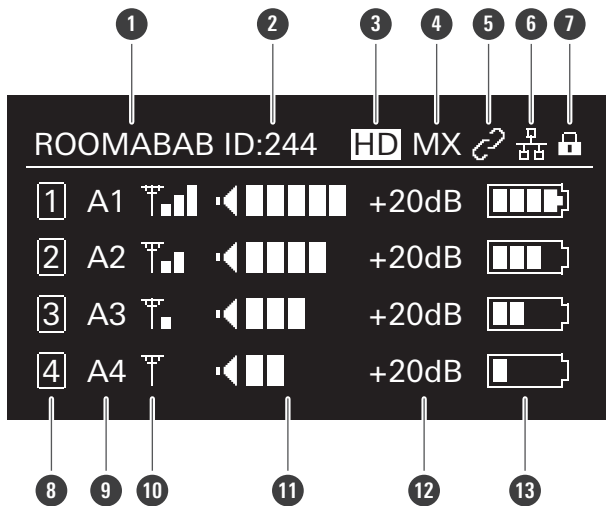 1 2 3 4 5 6 7
ROOMABAB ID:244 HD MX
1 A1 +20dB
2 A2 +20dB
3 A3 +20dB
4 A4 +20dB
8 9 10 11 12 13